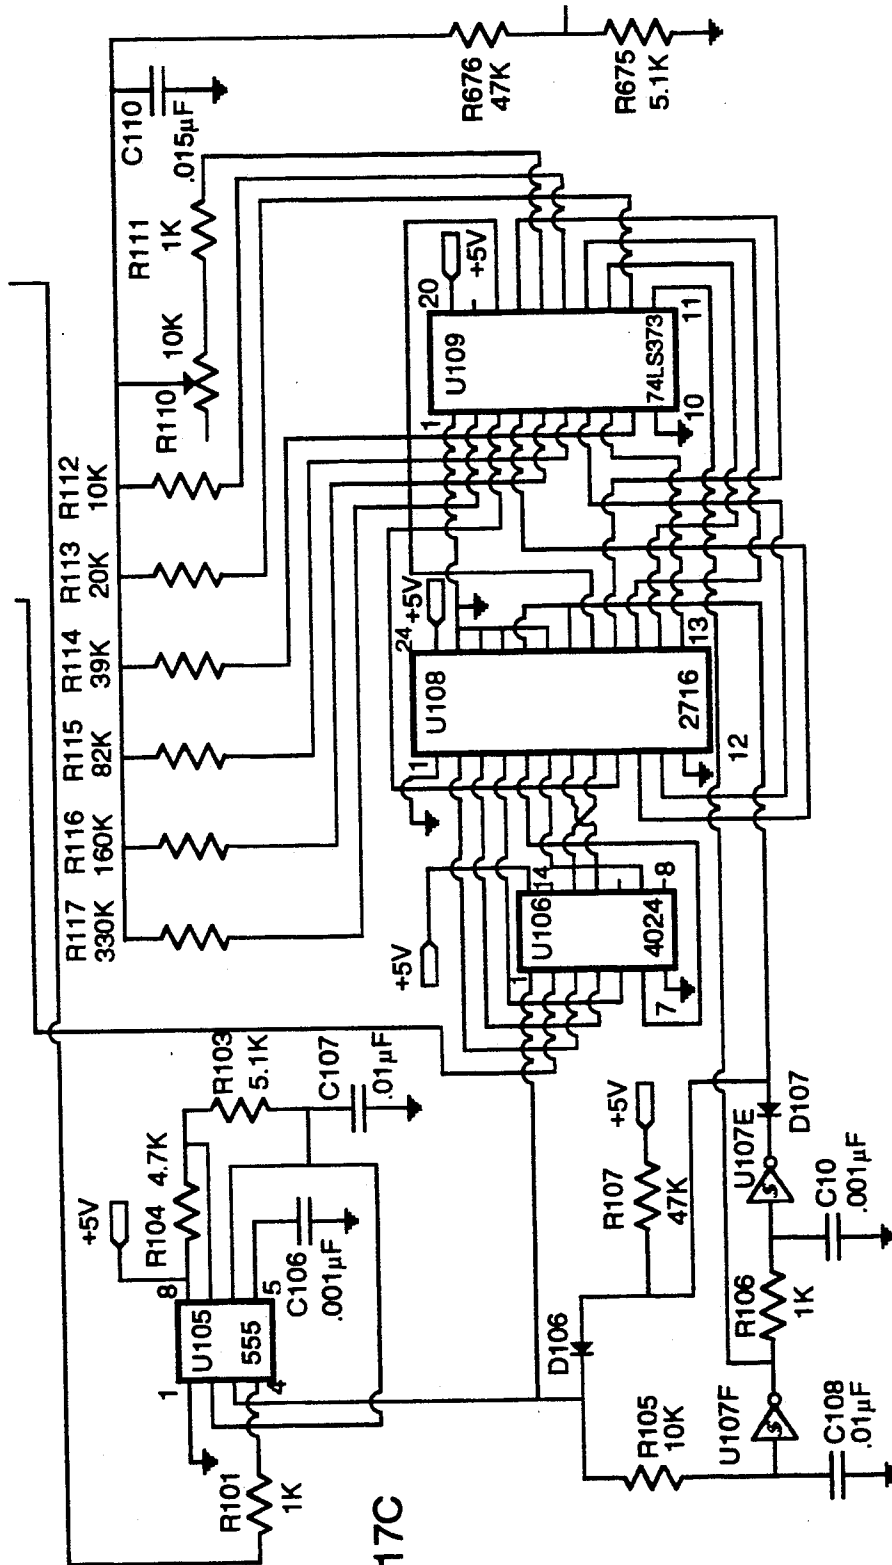 R676
47K
R675
5.1K
C110
.015µF
R111
1K
R110
10K
R112
10K
R113
20K
R114
39K
R115
82K
R116
160K
R117
330K
U109
74LS373
1
10
11
20
+5V
U108
2716
1
12
13
24
+5V
U106
4024
1
7
8
14
+5V
R103
5.1K
C107
.01µF
R104
4.7K
+5V
U105
555
1
4
5
8
C106
.001µF
R101
1K
R107
47K
+5V
D106
D107
U107E
C10
.001µF
R106
1K
R105
10K
U107F
C108
.01µF
17C